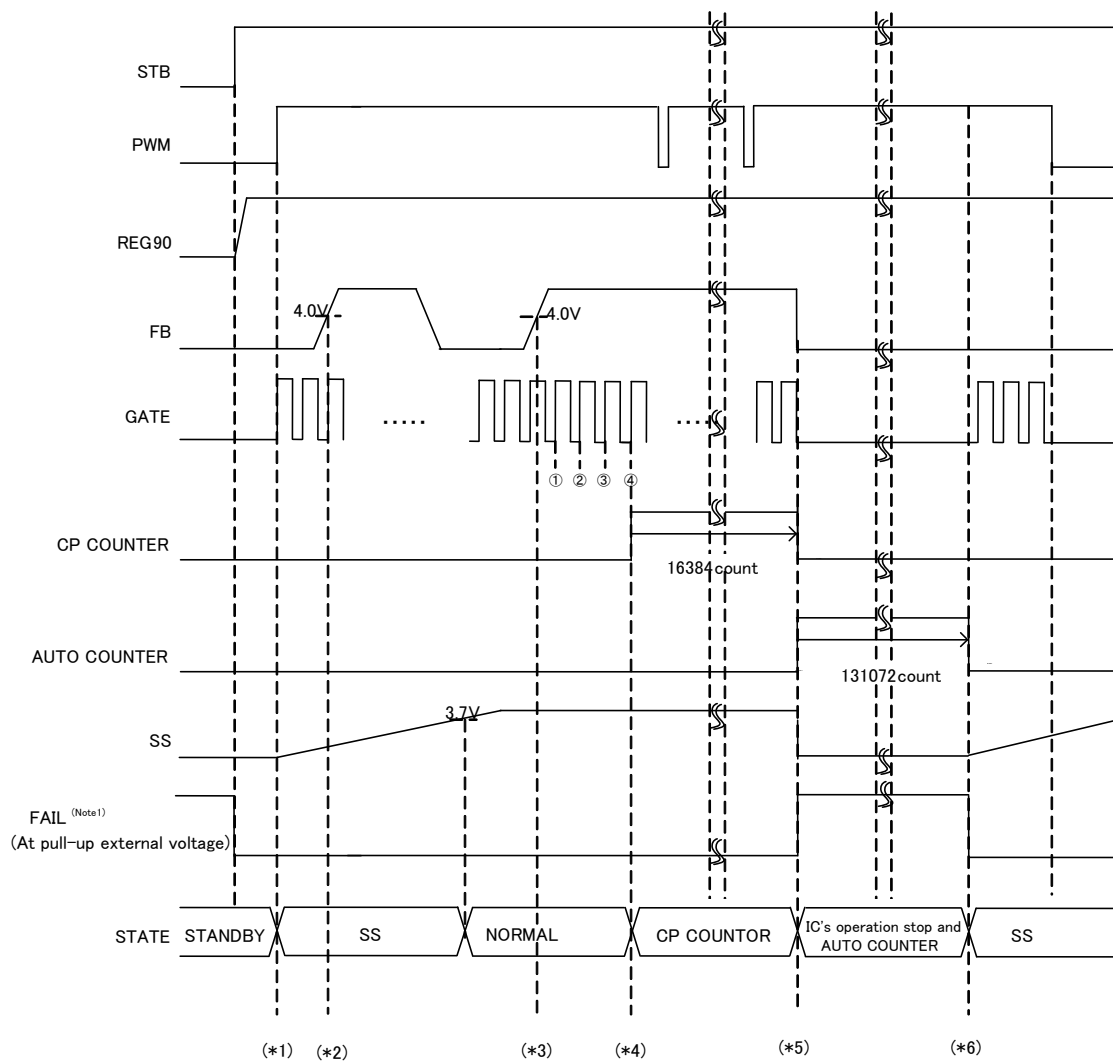 STB
PWM
REG90
4.0V
4.0V
FB
GATE
.....
.....
① ② ③ ④
CP COUNTER
16384count
AUTO COUNTER
131072count
3.7V
SS
FAIL (Note1)
(At pull-up external voltage)
STATE STANDBY SS NORMAL CP COUNTOR IC's operation stop and
AUTO COUNTER SS
(*1) (*2) (*3) (*4) (*5) (*6)